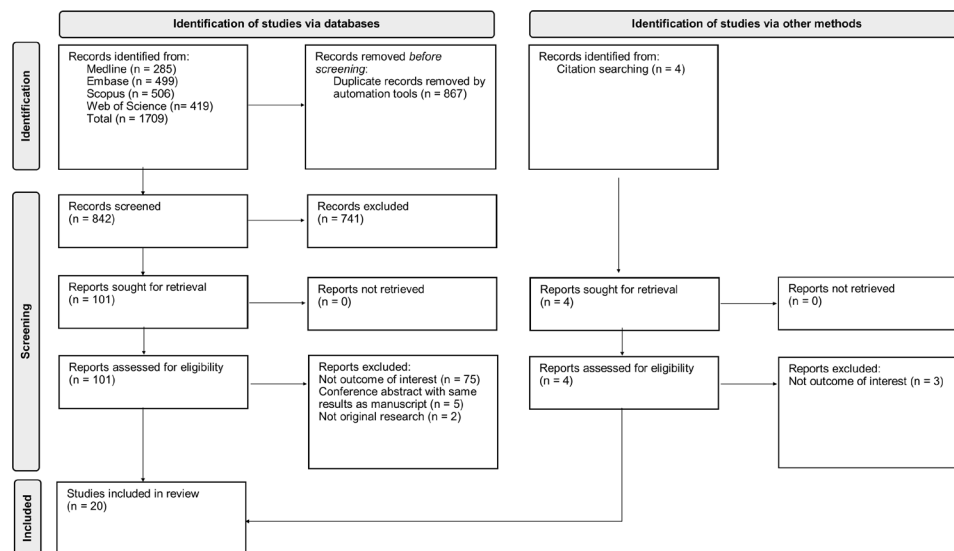 Identification of studies via databases
Identification of studies via other methods
Identification
Records identified from:
Medline (n = 285)
Embase (n = 499)
Scopus (n = 506)
Web of Science (n= 419)
Total (n = 1709)
Records removed before
screening:
Duplicate records removed by
automation tools (n = 867)
Records identified from:
Citation searching (n = 4)
Screening
Records screened
(n = 842)
Records excluded
(n = 741)
Reports sought for retrieval
(n = 101)
Reports not retrieved
(n = 0)
Reports sought for retrieval
(n = 4)
Reports not retrieved
(n = 0)
Reports assessed for eligibility
(n = 101)
Reports excluded:
Not outcome of interest (n = 75)
Conference abstract with same
results as manuscript (n = 5)
Not original research (n = 2)
Reports assessed for eligibility
(n = 4)
Reports excluded:
Not outcome of interest (n = 3)
Included
Studies included in review
(n = 20)